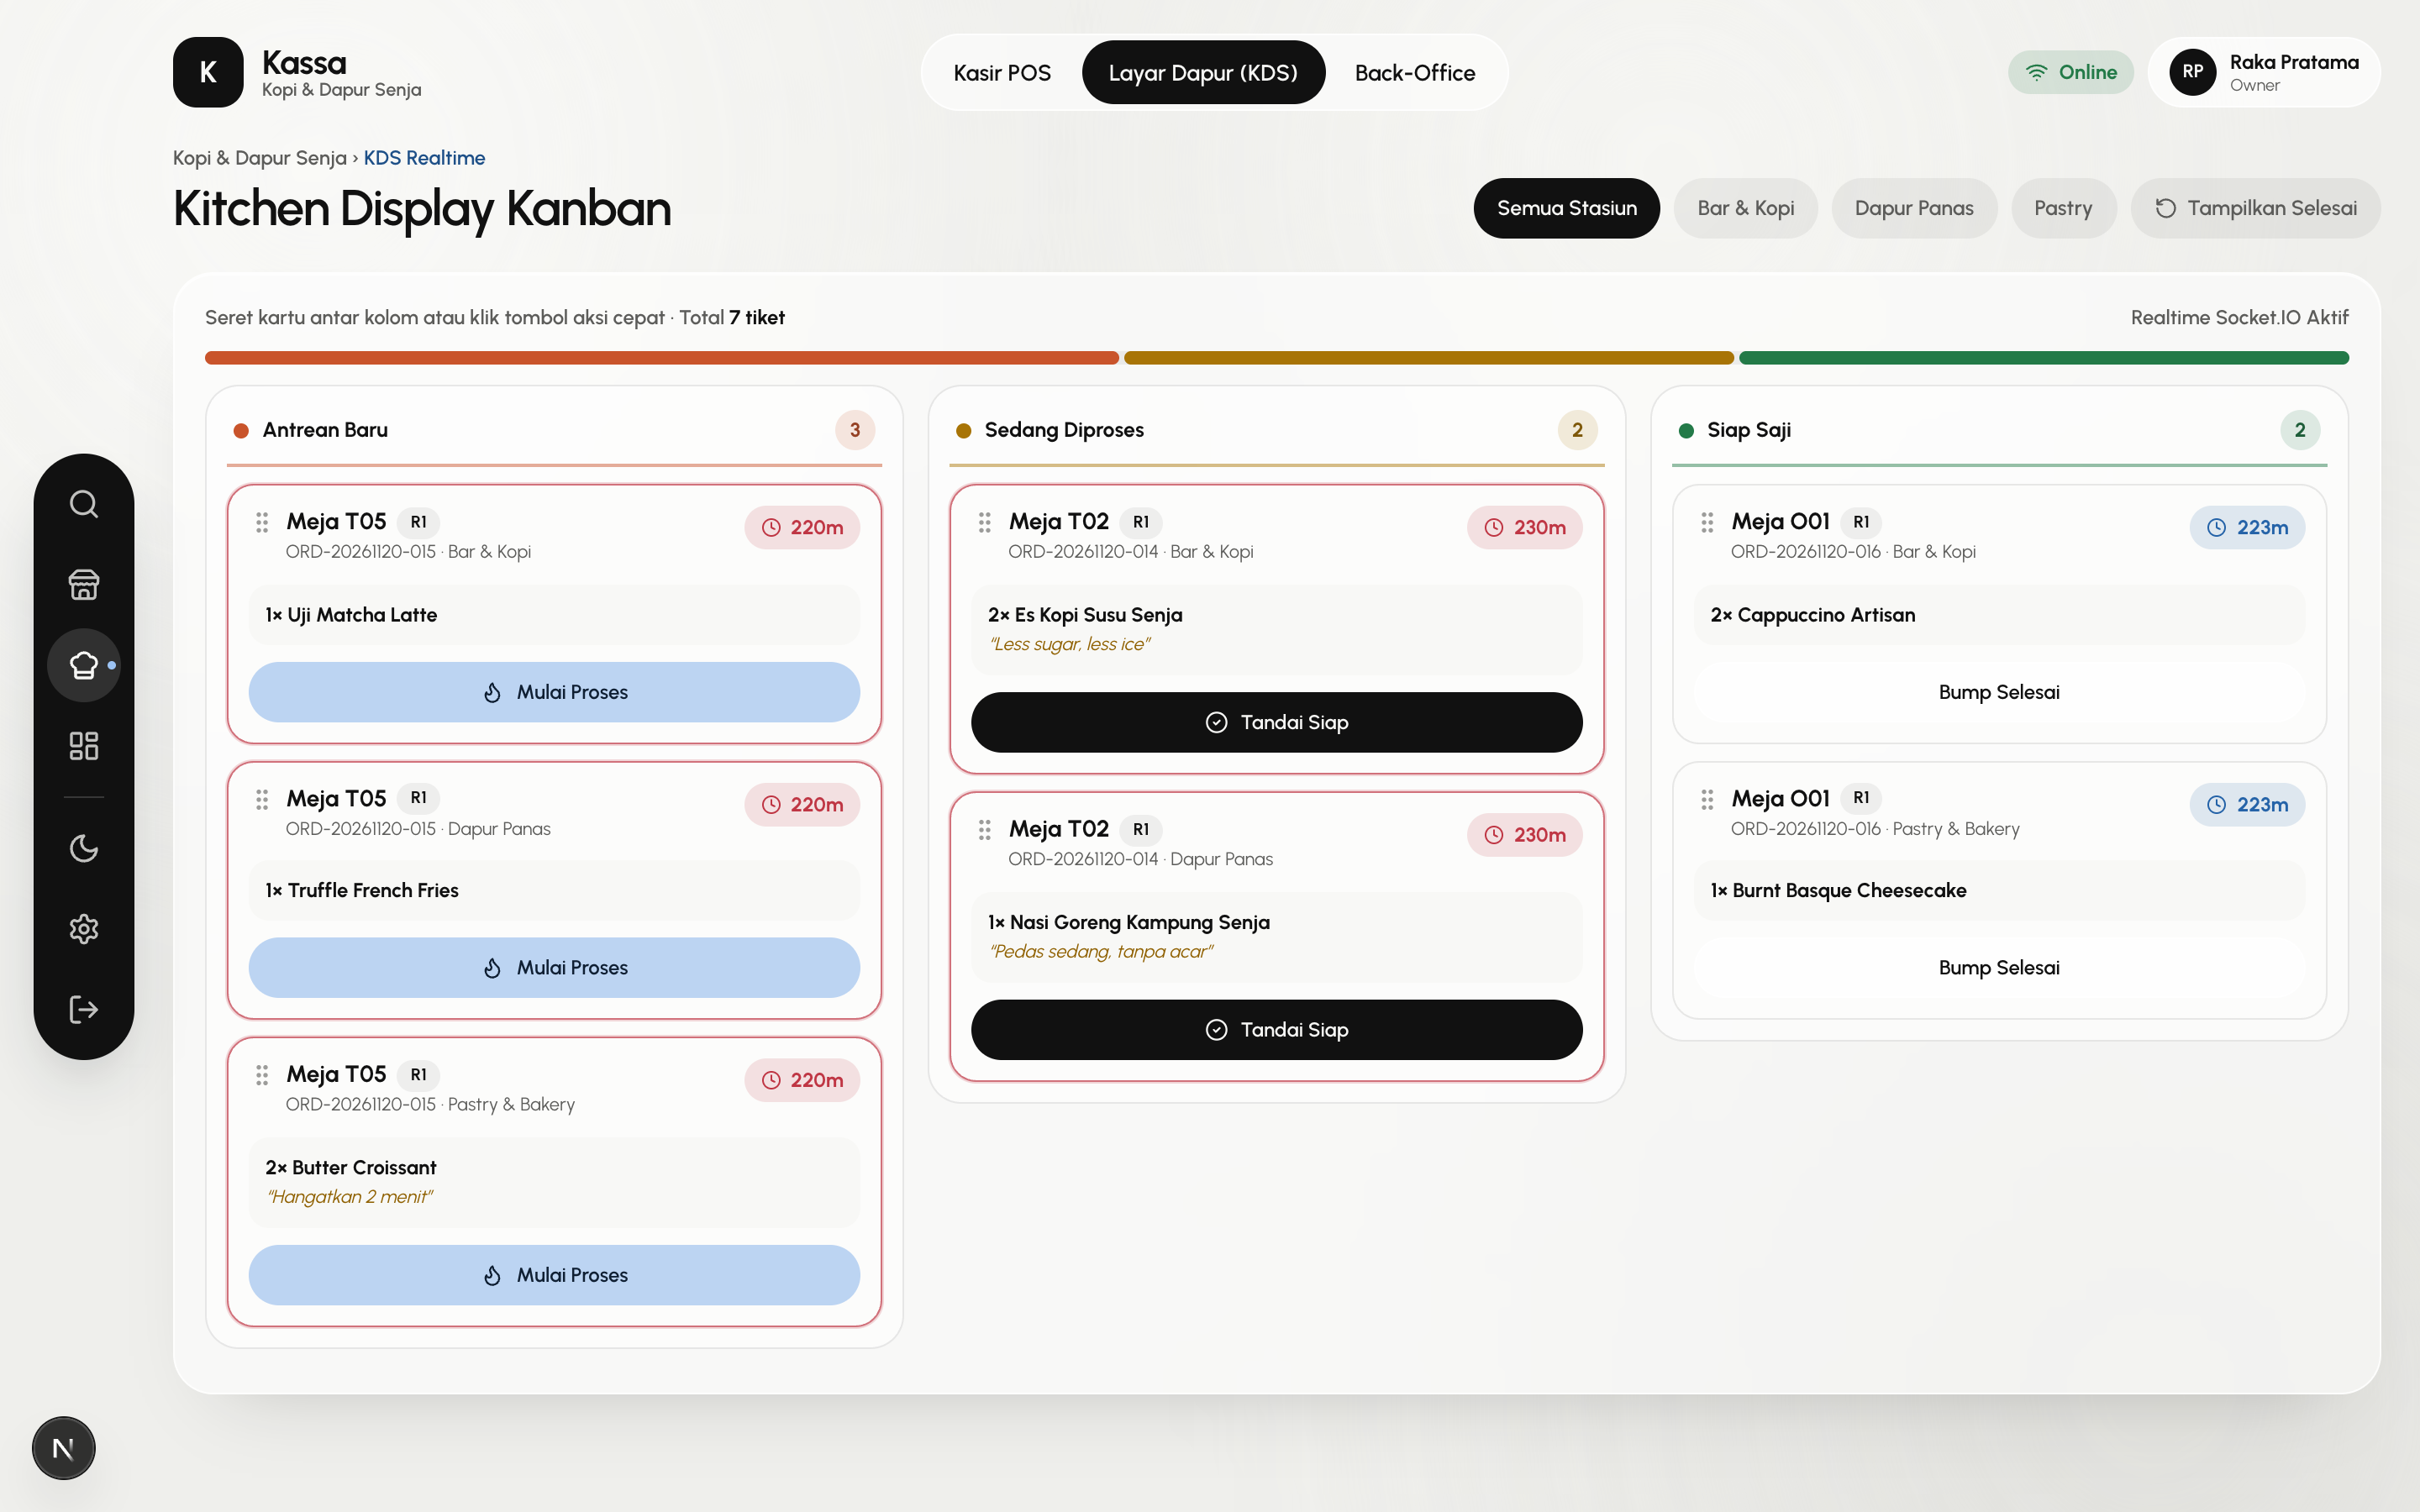 K
Kassa
Kopi & Dapur Senja
Kasir POS
Layar Dapur (KDS)
Back-Office
Online
RP
Raka Pratama
Owner
Kopi & Dapur Senja › KDS Realtime
Kitchen Display Kanban
Semua Stasiun
Bar & Kopi
Dapur Panas
Pastry
Tampilkan Selesai
Seret kartu antar kolom atau klik tombol aksi cepat · Total 7 tiket
Realtime Socket.IO Aktif
Antrean Baru
3
Meja T05 R1
220m
ORD-20261120-015 · Bar & Kopi
1× Uji Matcha Latte
Mulai Proses
Meja T05 R1
220m
ORD-20261120-015 · Dapur Panas
1× Truffle French Fries
Mulai Proses
Meja T05 R1
220m
ORD-20261120-015 · Pastry & Bakery
2× Butter Croissant
“Hangatkan 2 menit”
Mulai Proses
Sedang Diproses
2
Meja T02 R1
230m
ORD-20261120-014 · Bar & Kopi
2× Es Kopi Susu Senja
“Less sugar, less ice”
Tandai Siap
Meja T02 R1
230m
ORD-20261120-014 · Dapur Panas
1× Nasi Goreng Kampung Senja
“Pedas sedang, tanpa acar”
Tandai Siap
Siap Saji
2
Meja O01 R1
223m
ORD-20261120-016 · Bar & Kopi
2× Cappuccino Artisan
Bump Selesai
Meja O01 R1
223m
ORD-20261120-016 · Pastry & Bakery
1× Burnt Basque Cheesecake
Bump Selesai
N